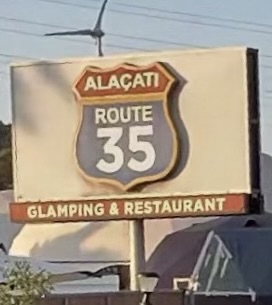 ALAÇATI
ROUTE
35
GLAMPING & RESTAURANT